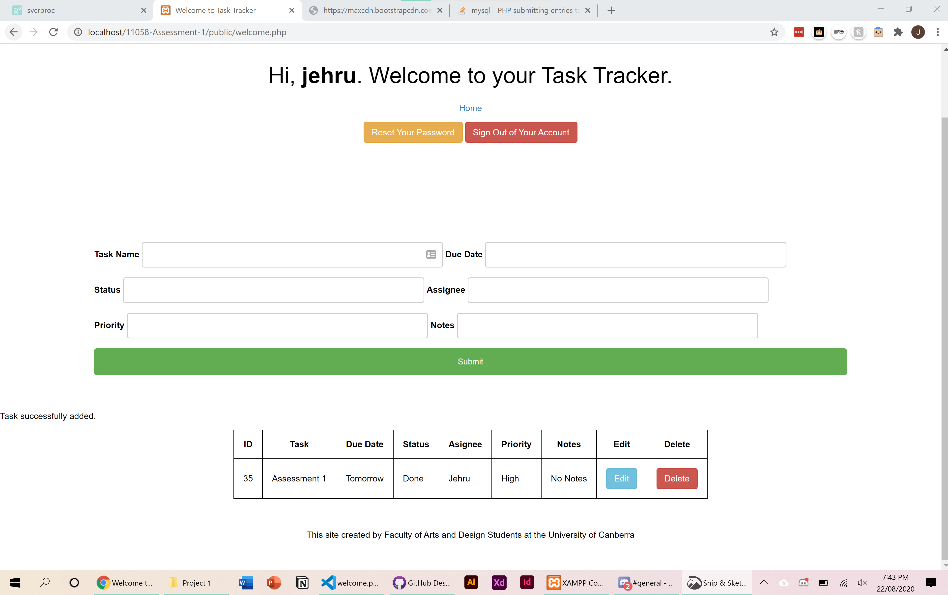 sverproc
Welcome to Task Tracker
https://maxcdn.bootstrapcdn.con
mysql - PHP submitting entries to
localhost/11058-Assessment-1/public/welcome.php
J
Hi, jehru. Welcome to your Task Tracker.
Home
Reset Your Password Sign Out of Your Account
Task Name Due Date
Status Assignee
Priority Notes
Submit
Task successfully added.
ID Task Due Date Status Asignee Priority Notes Edit Delete
35 Assessment 1 Tomorrow Done Jehru High No Notes Edit Delete
This site created by Faculty of Arts and Design Students at the University of Canberra
Welcome t... Project 1 welcome.p... GitHub Des... XAMPP Co... #general - ... Snip & Sket...
7:43 PM
22/08/2020